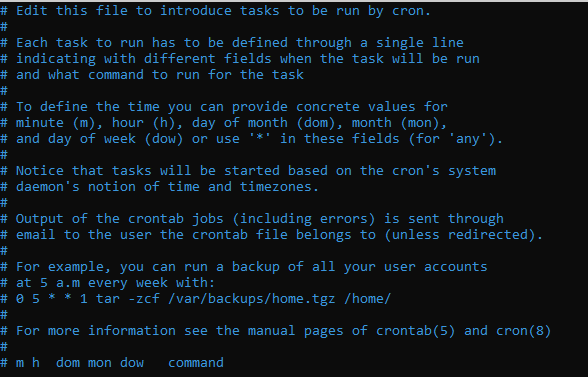 # Edit this file to introduce tasks to be run by cron.
#
# Each task to run has to be defined through a single line
# indicating with different fields when the task will be run
# and what command to run for the task
#
# To define the time you can provide concrete values for
# minute (m), hour (h), day of month (dom), month (mon),
# and day of week (dow) or use '*' in these fields (for 'any').
#
# Notice that tasks will be started based on the cron's system
# daemon's notion of time and timezones.
#
# Output of the crontab jobs (including errors) is sent through
# email to the user the crontab file belongs to (unless redirected).
#
# For example, you can run a backup of all your user accounts
# at 5 a.m every week with:
# 0 5 * * 1 tar -zcf /var/backups/home.tgz /home/
#
# For more information see the manual pages of crontab(5) and cron(8)
#
# m h  dom mon dow   command